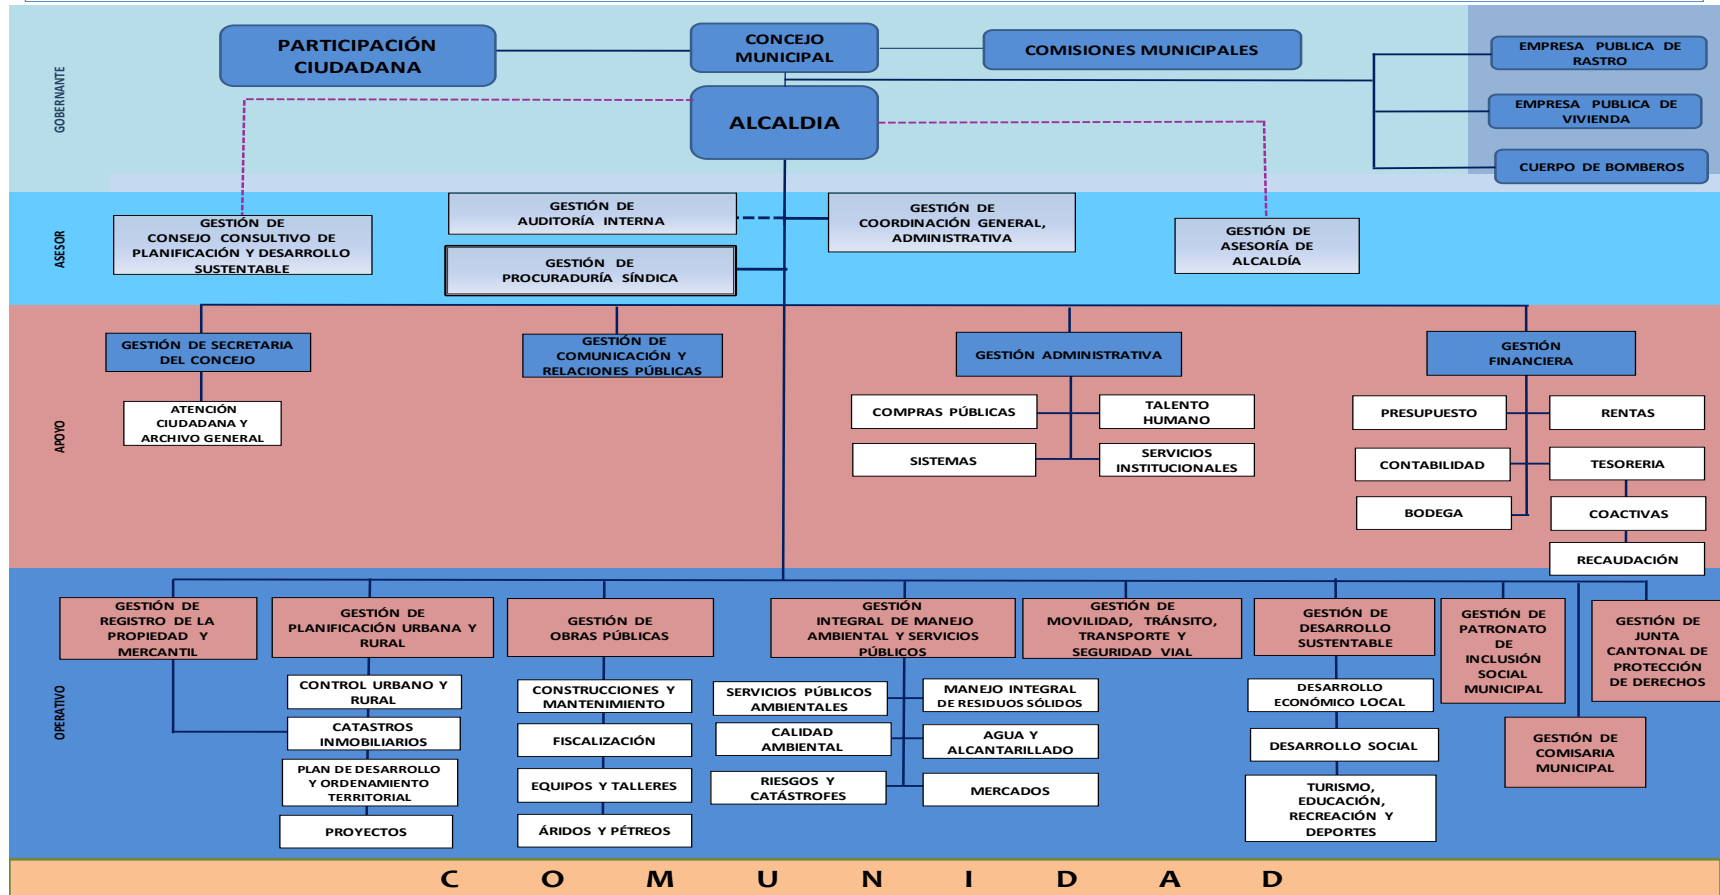 GOBERNANTE
PARTICIPACIÓN
CIUDADANA
CONCEJO
MUNICIPAL
COMISIONES MUNICIPALES
EMPRESA PUBLICA DE
RASTRO
EMPRESA PUBLICA DE
VIVIENDA
CUERPO DE BOMBEROS
ALCALDIA
ASESOR
GESTIÓN DE
CONSEJO CONSULTIVO DE
PLANIFICACIÓN Y DESARROLLO
SUSTENTABLE
GESTIÓN DE
AUDITORÍA INTERNA
GESTIÓN DE
COORDINACIÓN GENERAL,
ADMINISTRATIVA
GESTIÓN DE
ASESORÍA DE
ALCALDÍA
GESTIÓN DE
PROCURADURÍA SÍNDICA
APOYO
GESTIÓN DE SECRETARIA
DEL CONCEJO
GESTIÓN DE
COMUNICACIÓN Y
RELACIONES PÚBLICAS
GESTIÓN ADMINISTRATIVA
GESTIÓN
FINANCIERA
ATENCIÓN
CIUDADANA Y
ARCHIVO GENERAL
COMPRAS PÚBLICAS
TALENTO
HUMANO
SISTEMAS
SERVICIOS
INSTITUCIONALES
PRESUPUESTO
RENTAS
CONTABILIDAD
TESORERIA
BODEGA
COACTIVAS
RECAUDACIÓN
OPERATIVO
GESTIÓN DE
REGISTRO DE LA
PROPIEDAD Y
MERCANTIL
GESTIÓN DE
PLANIFICACIÓN URBANA Y
RURAL
GESTIÓN DE
OBRAS PÚBLICAS
GESTIÓN
INTEGRAL DE MANEJO
AMBIENTAL Y SERVICIOS
PÚBLICOS
GESTIÓN DE
MOVILIDAD, TRÁNSITO,
TRANSPORTE Y
SEGURIDAD VIAL
GESTIÓN DE
DESARROLLO
SUSTENTABLE
GESTIÓN DE
PATRONATO
DE
INCLUSIÓN
SOCIAL
MUNICIPAL
GESTIÓN DE
JUNTA
CANTONAL DE
PROTECCIÓN
DE DERECHOS
CONTROL URBANO Y
RURAL
CATASTROS
INMOBILIARIOS
PLAN DE DESARROLLO
Y ORDENAMIENTO
TERRITORIAL
PROYECTOS
CONSTRUCCIONES Y
MANTENIMIENTO
FISCALIZACIÓN
EQUIPOS Y TALLERES
ÁRIDOS Y PÉTREOS
SERVICIOS PÚBLICOS
AMBIENTALES
MANEJO INTEGRAL
DE RESIDUOS SÓLIDOS
CALIDAD
AMBIENTAL
AGUA Y
ALCANTARILLADO
RIESGOS Y
CATÁSTROFES
MERCADOS
DESARROLLO
ECONÓMICO LOCAL
DESARROLLO SOCIAL
TURISMO,
EDUCACIÓN,
RECREACIÓN Y
DEPORTES
GESTIÓN DE
COMISARIA
MUNICIPAL
C O M U N I D A D